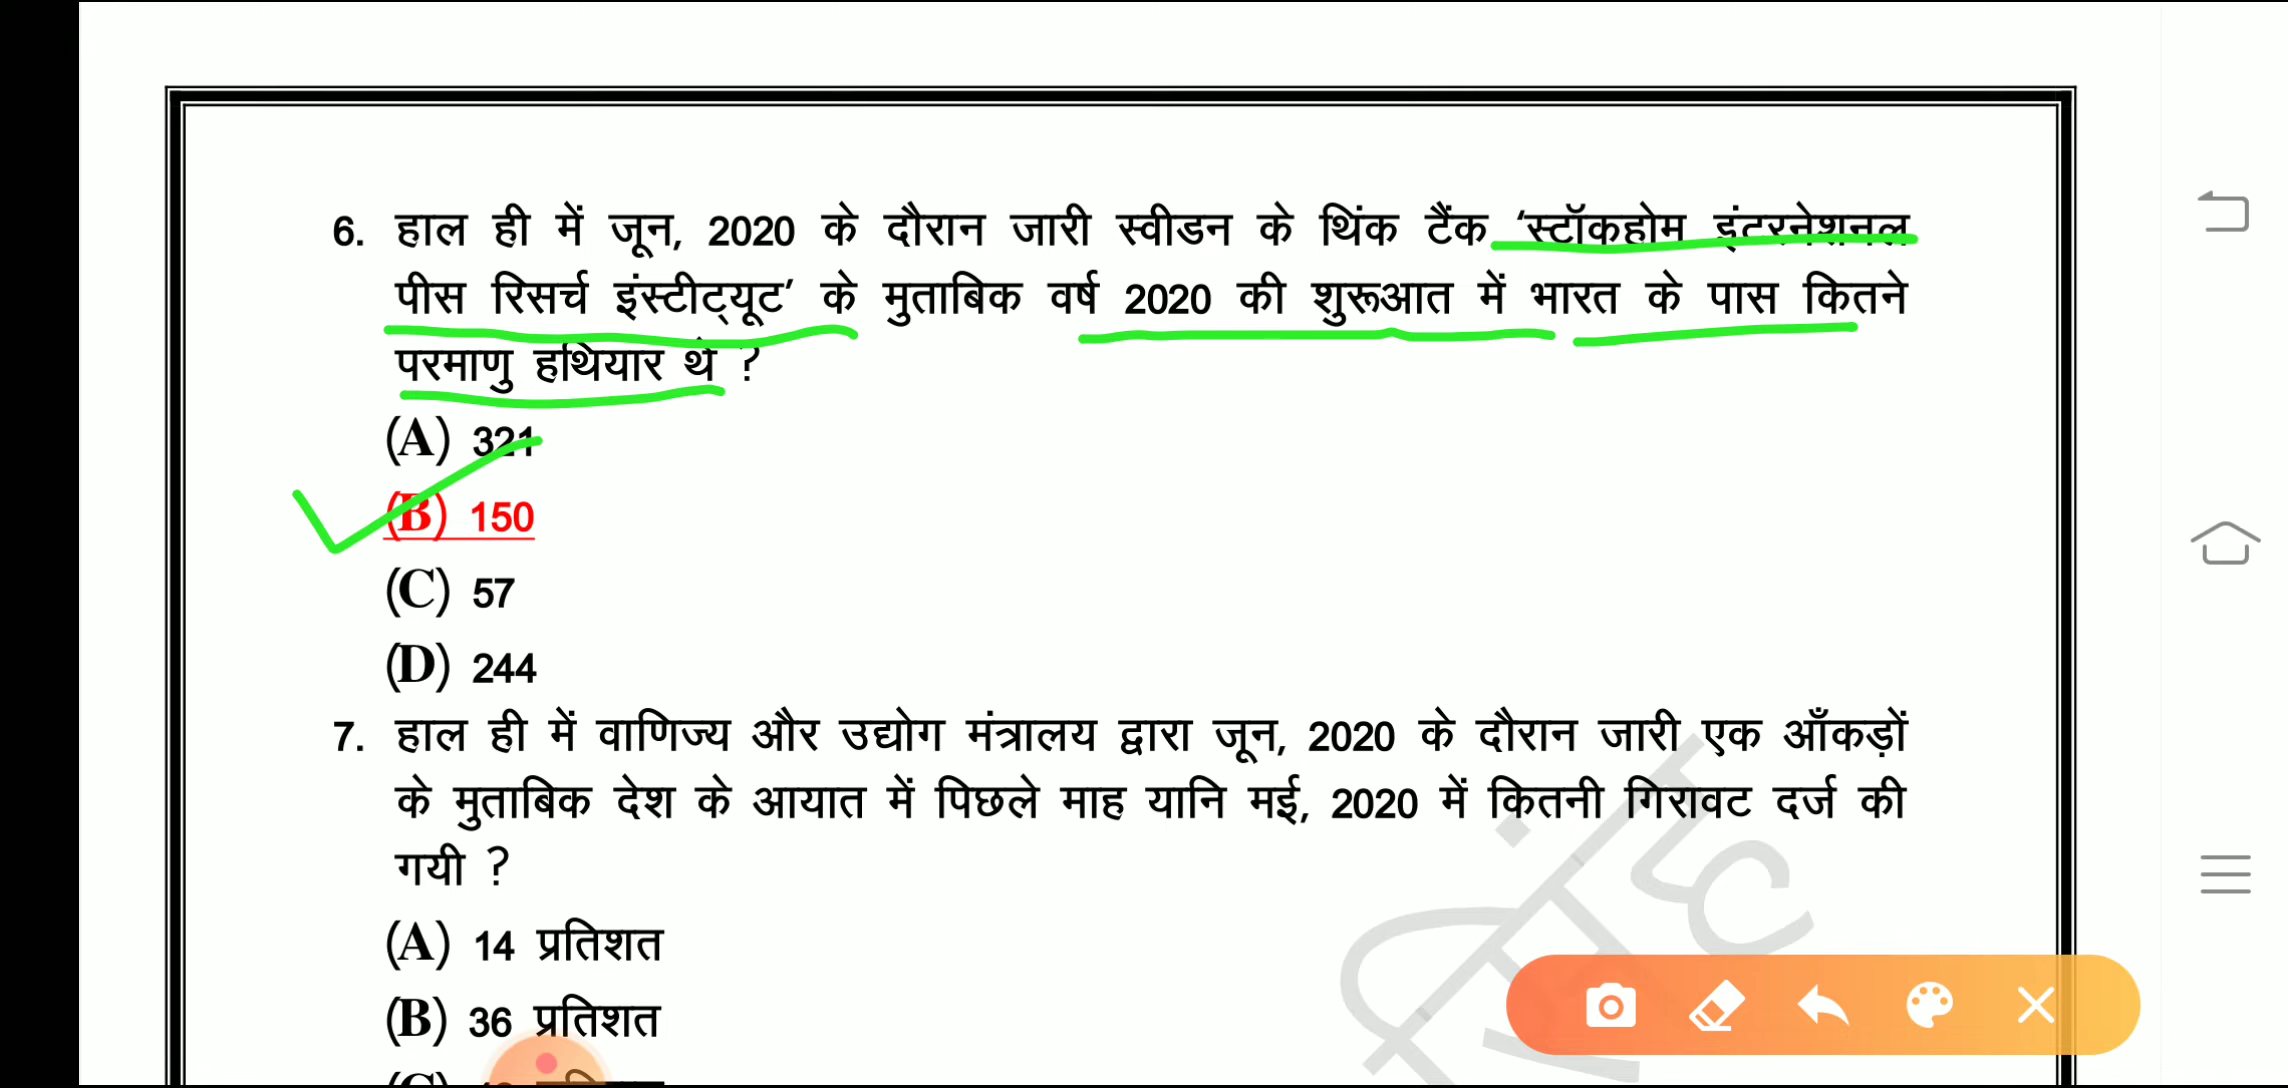 6. हाल ही में जून, 2020 के दौरान जारी स्वीडन के थिंक टैंक ‘स्टॉकहोम इंटरनेशनल
पीस रिसर्च इंस्टीट्यूट’ के मुताबिक वर्ष 2020 की शुरूआत में भारत के पास कितने
परमाणु हथियार थे ?
(A) 321
(B) 150
(C) 57
(D) 244
7. हाल ही में वाणिज्य और उद्योग मंत्रालय द्वारा जून, 2020 के दौरान जारी एक आँकड़ों
के मुताबिक देश के आयात में पिछले माह यानि मई, 2020 में कितनी गिरावट दर्ज की
गयी ?
(A) 14 प्रतिशत
(B) 36 प्रतिशत